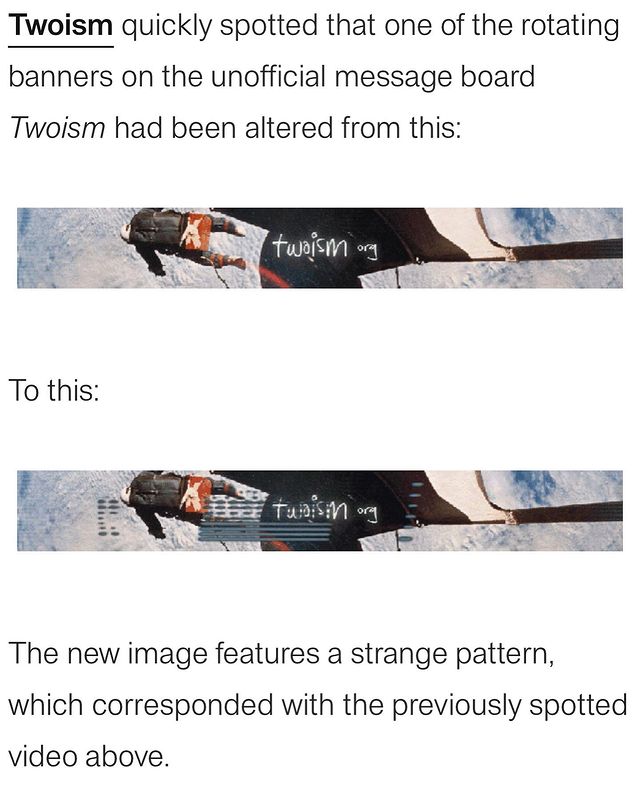 Twoism quickly spotted that one of the rotating
banners on the unofficial message board
Twoism had been altered from this:
twoism org
To this:
twoism org
The new image features a strange pattern,
which corresponded with the previously spotted
video above.